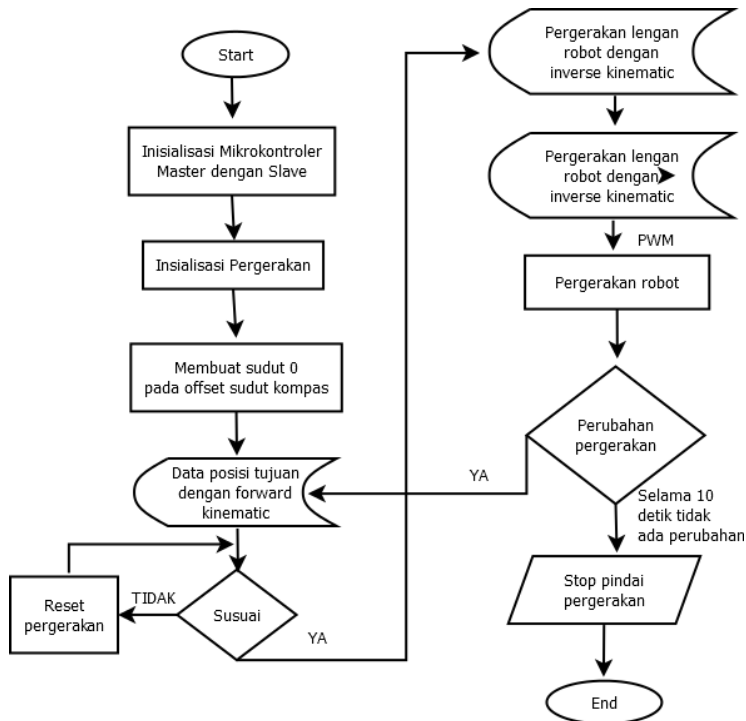 Start
Inisialisasi Mikrokontroler
Master dengan Slave
Insialisasi Pergerakan
Membuat sudut 0
pada offset sudut kompas
Data posisi tujuan
dengan forward
kinematic
Susuai
TIDAK
Reset
pergerakan
YA
Pergerakan lengan
robot dengan
inverse kinematic
Pergerakan lengan
robot dengan
inverse kinematic
PWM
Pergerakan robot
Perubahan
pergerakan
YA
Selama 10
detik tidak
ada perubahan
Stop pindai
pergerakan
End